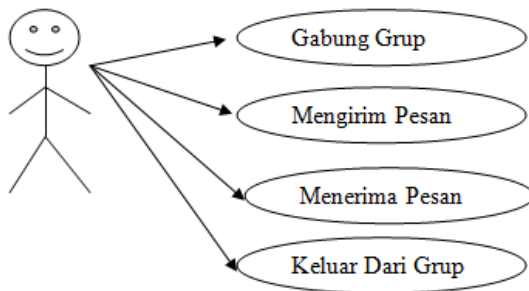 Gabung Grup
Mengirim Pesan
Menerima Pesan
Keluar Dari Grup